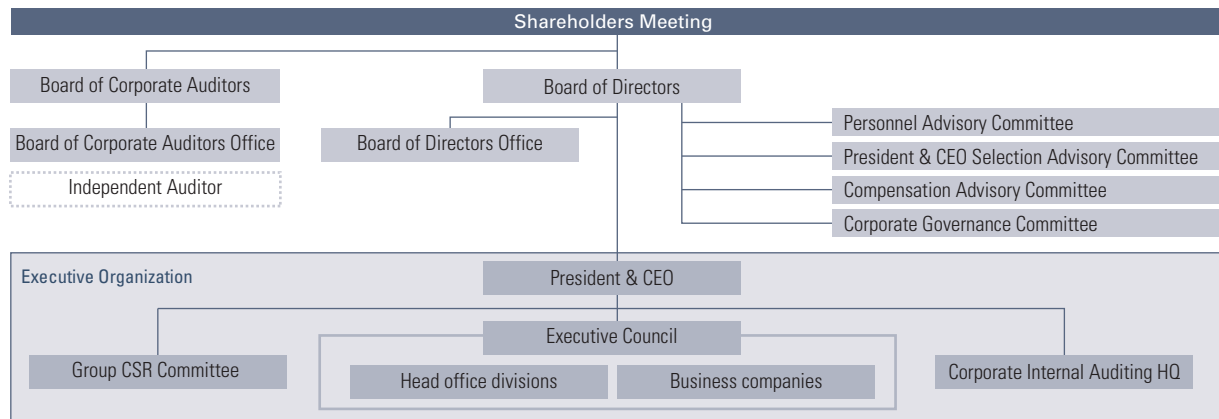 Shareholders Meeting
Board of Corporate Auditors
Board of Directors
Board of Corporate Auditors Office
Board of Directors Office
Independent Auditor
Personnel Advisory Committee
President & CEO Selection Advisory Committee
Compensation Advisory Committee
Corporate Governance Committee
Executive Organization
President & CEO
Executive Council
Group CSR Committee
Head office divisions
Business companies
Corporate Internal Auditing HQ